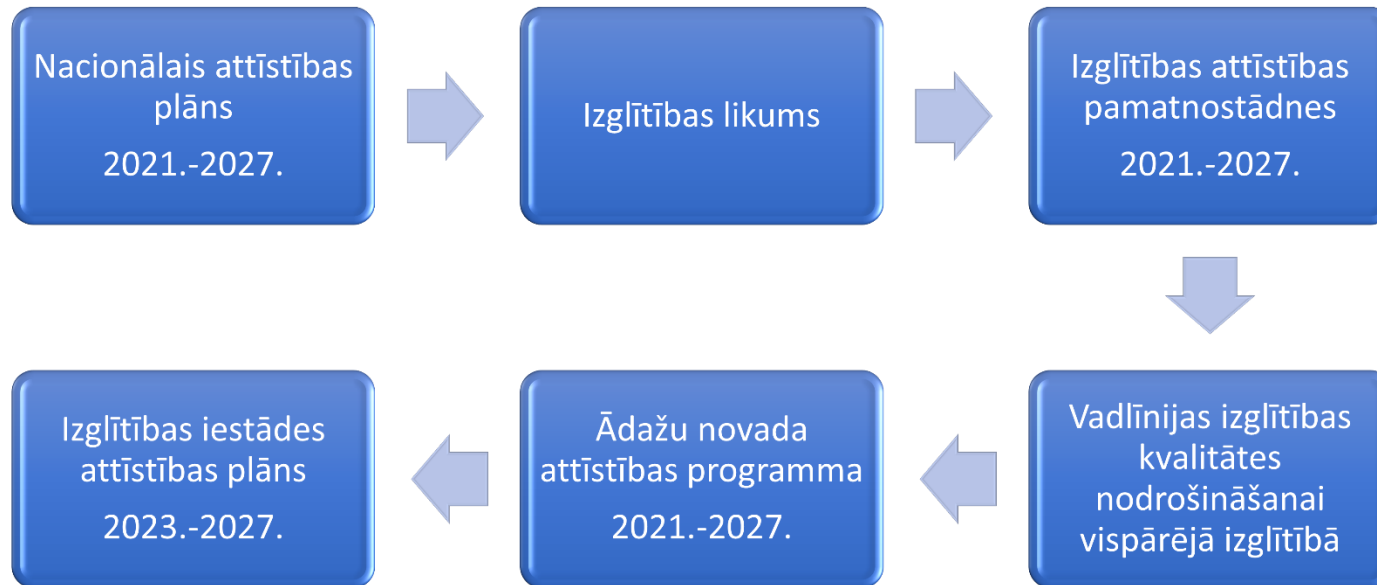 Nacionālais attīstības
plāns
2021.-2027.
Izglītības likums
Izglītības attīstības
pamatnostādnes
2021.-2027.
Vadlīnijas izglītības
kvalitātes
nodrošināšanai
vispārējā izglītībā
Ādažu novada
attīstības programma
2021.-2027.
Izglītības iestādes
attīstības plāns
2023.-2027.